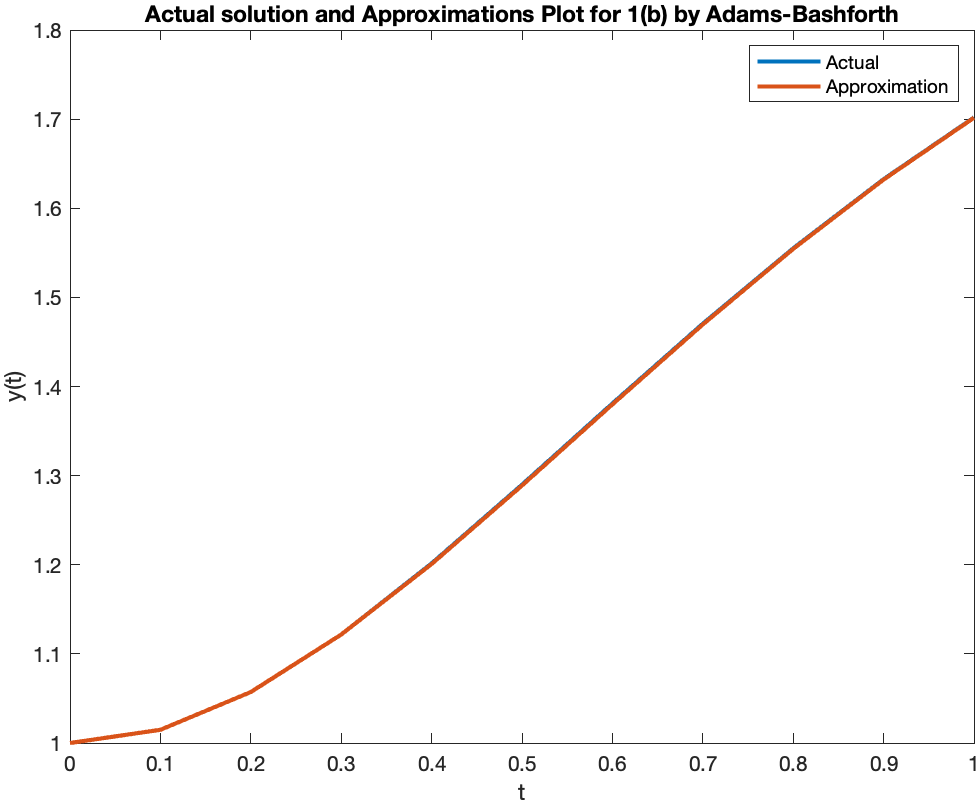 Actual solution and Approximations Plot for 1(b) by Adams-Bashforth
Actual
Approximation
1.8
1.7
1.6
1.5
1.4
1.3
1.2
1.1
1
y(t)
0 0.1 0.2 0.3 0.4 0.5 0.6 0.7 0.8 0.9 1
t